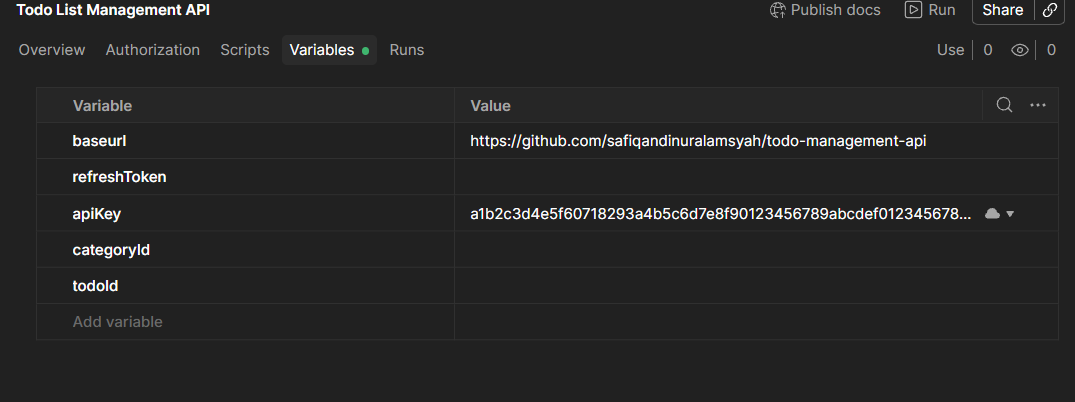 Todo List Management API Publish docs Run Share
Overview Authorization Scripts Variables Runs Use 0 0
Variable Value
baseurl https://github.com/safiqandinuralamsyah/todo-management-api
refreshToken
apiKey a1b2c3d4e5f60718293a4b5c6d7e8f90123456789abcdef012345678...
categoryId
todoId
Add variable